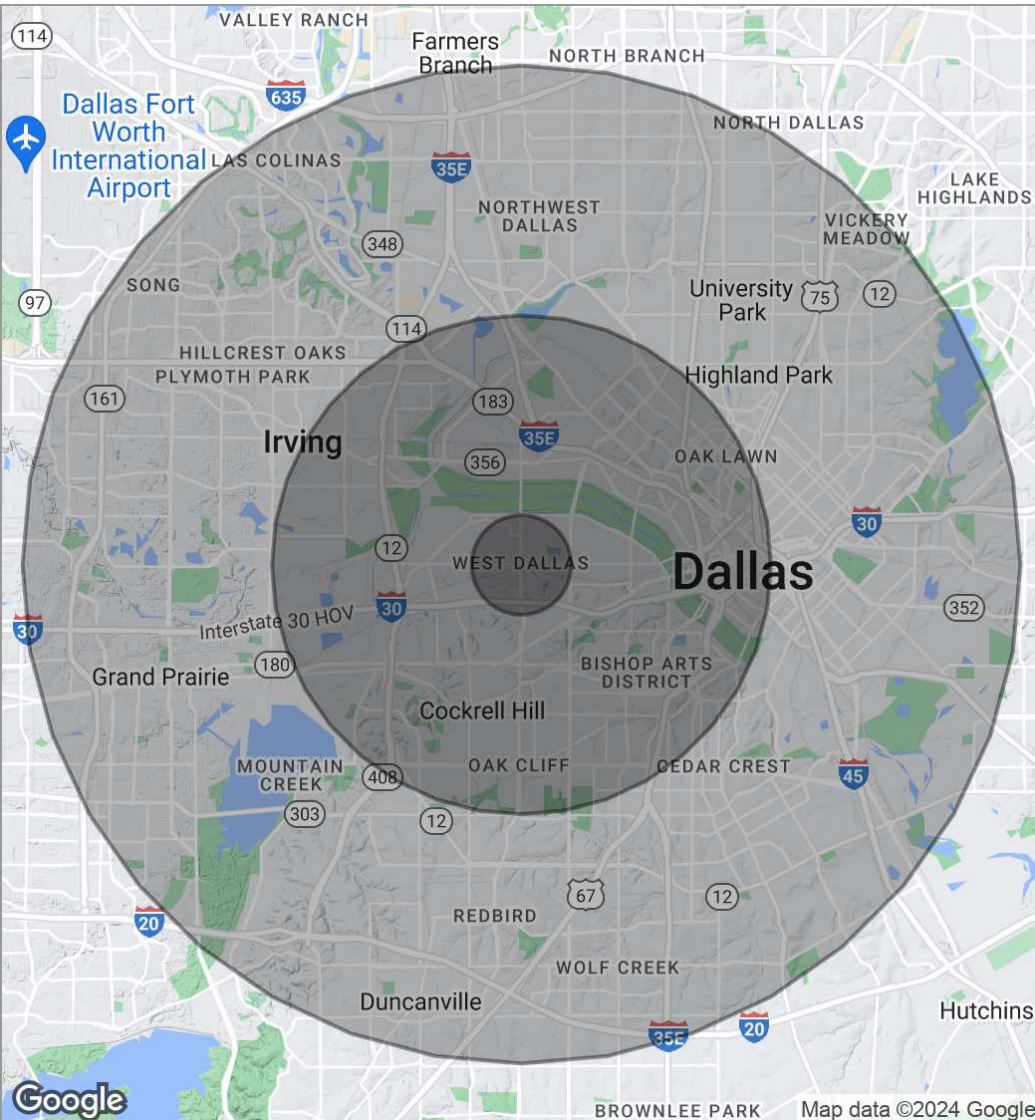 VALLEY RANCH
114
Farmers
Branch
NORTH BRANCH
635
Dallas Fort
Worth
International
Airport
NORTH DALLAS
LAS COLINAS
35E
LAKE
HIGHLANDS
NORTHWEST
DALLAS
VICKERY
MEADOW
348
SONG
University
Park
75
12
97
114
HILLCREST OAKS
PLYMOTH PARK
Highland Park
161
183
Irving
35E
356
OAK LAWN
30
12
WEST DALLAS
Dallas
30
352
Interstate 30 HOV
30
180
BISHOP ARTS
DISTRICT
Grand Prairie
Cockrell Hill
MOUNTAIN
CREEK
408
OAK CLIFF
CEDAR CREST
45
303
12
67
12
REDBIRD
20
WOLF CREEK
Duncanville
Hutchins
35E
20
Google
BROWNLEE PARK
Map data ©2024 Google